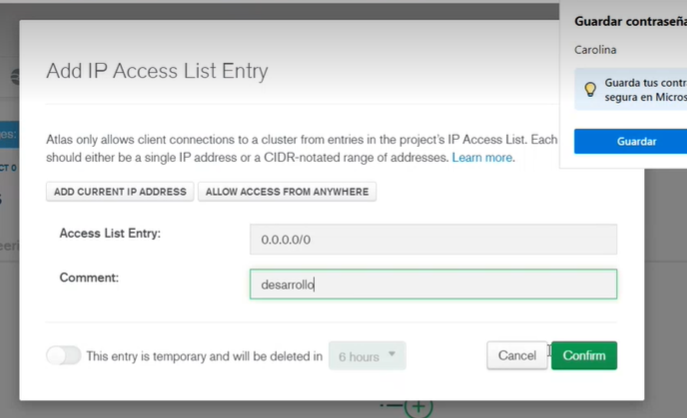 Guardar contraseña
Carolina
Guarda tus contr
segura en Micros
Guardar
Add IP Access List Entry
Atlas only allows client connections to a cluster from entries in the project's IP Access List. Each
should either be a single IP address or a CIDR-notated range of addresses. Learn more.
ADD CURRENT IP ADDRESS ALLOW ACCESS FROM ANYWHERE
Access List Entry: 0.0.0.0/0
Comment: desarrollo
This entry is temporary and will be deleted in 6 hours
Cancel Confirm